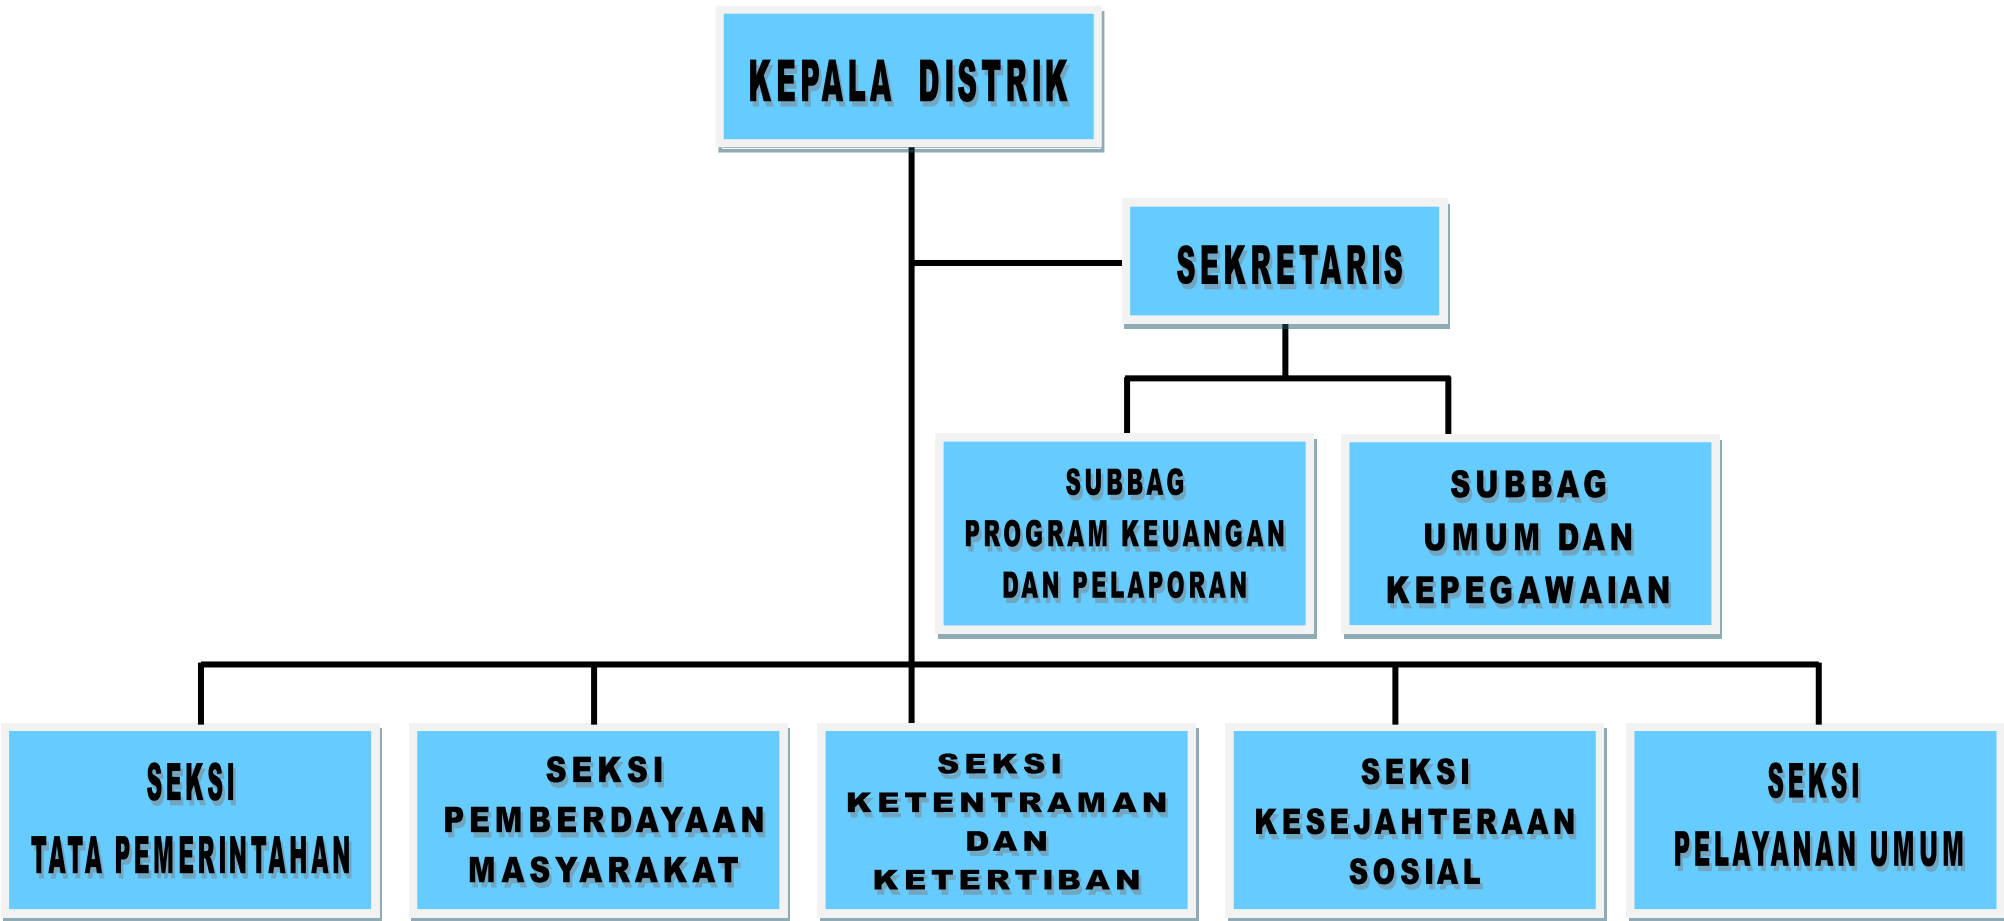 KEPALA DISTRIK
SEKRETARIS
SUBBAG
PROGRAM KEUANGAN
DAN PELAPORAN
SUBBAG
UMUM DAN
KEPEGAWAIAN
SEKSI
TATA PEMERINTAHAN
SEKSI
PEMBERDAYAAN
MASYARAKAT
SEKSI
KETENTRAMAN
DAN
KETERTIBAN
SEKSI
KESEJAHTERAAN
SOSIAL
SEKSI
PELAYANAN UMUM